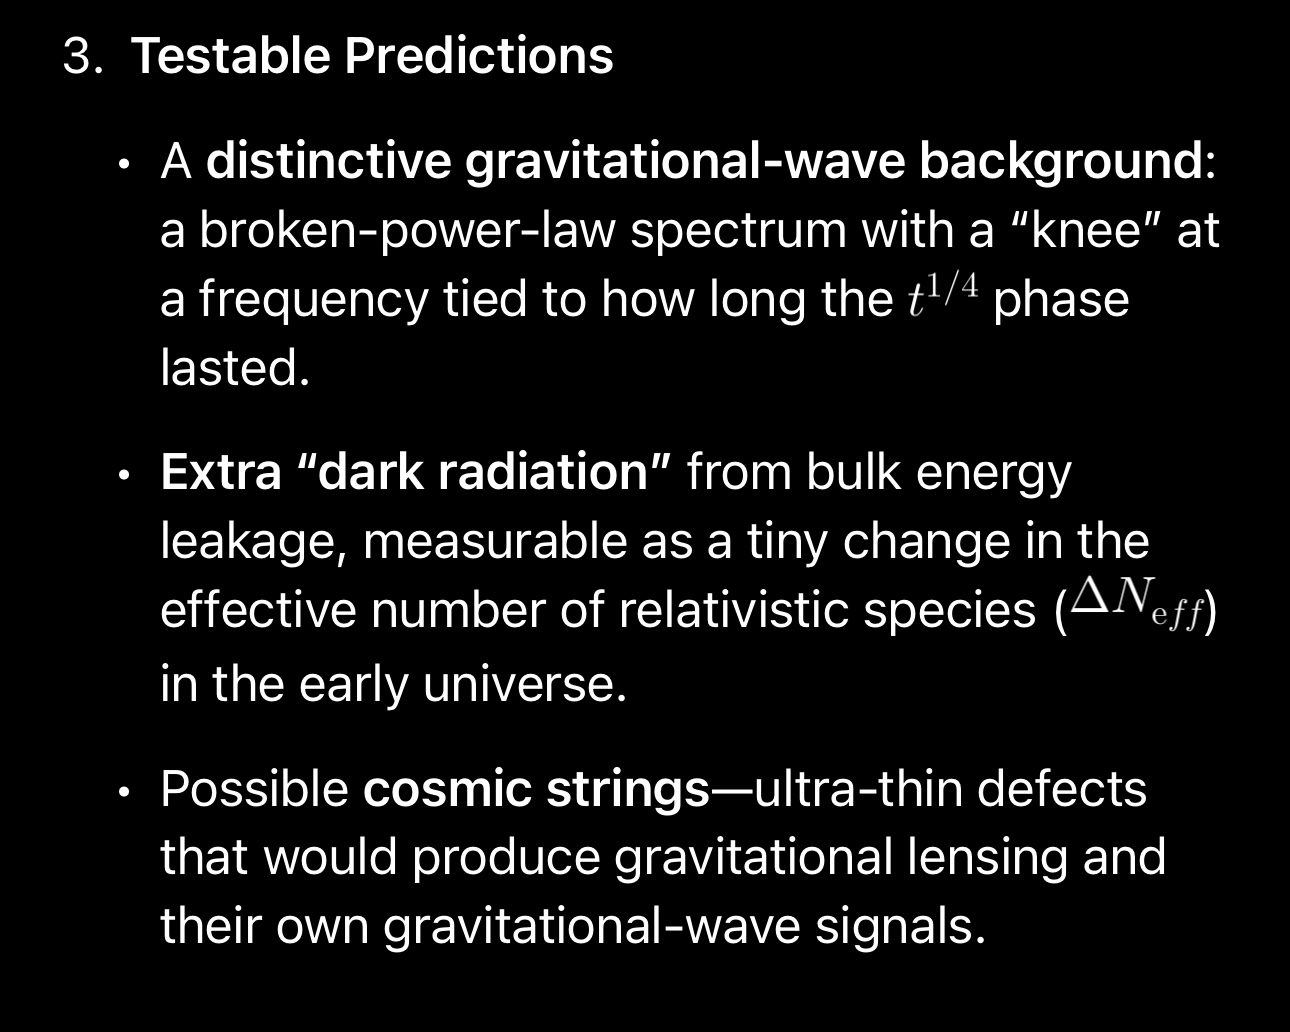 3. Testable Predictions
• A distinctive gravitational-wave background:
a broken-power-law spectrum with a “knee” at
a frequency tied to how long the t^{1/4} phase
lasted.
• Extra “dark radiation” from bulk energy
leakage, measurable as a tiny change in the
effective number of relativistic species (ΔN_{eff})
in the early universe.
• Possible cosmic strings—ultra-thin defects
that would produce gravitational lensing and
their own gravitational-wave signals.